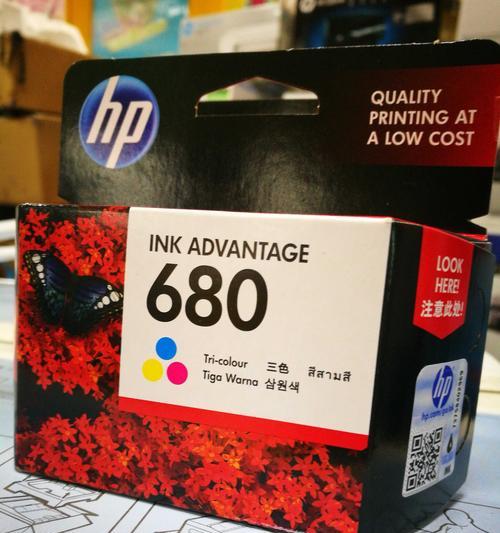 hp
QUALITY
PRINTING AT
A LOW COST
INK ADVANTAGE
680
Tri-colour 三色 สีสามสี
Tiga Warna 삼원색
LOOK
HERE!
注意此处!
hp